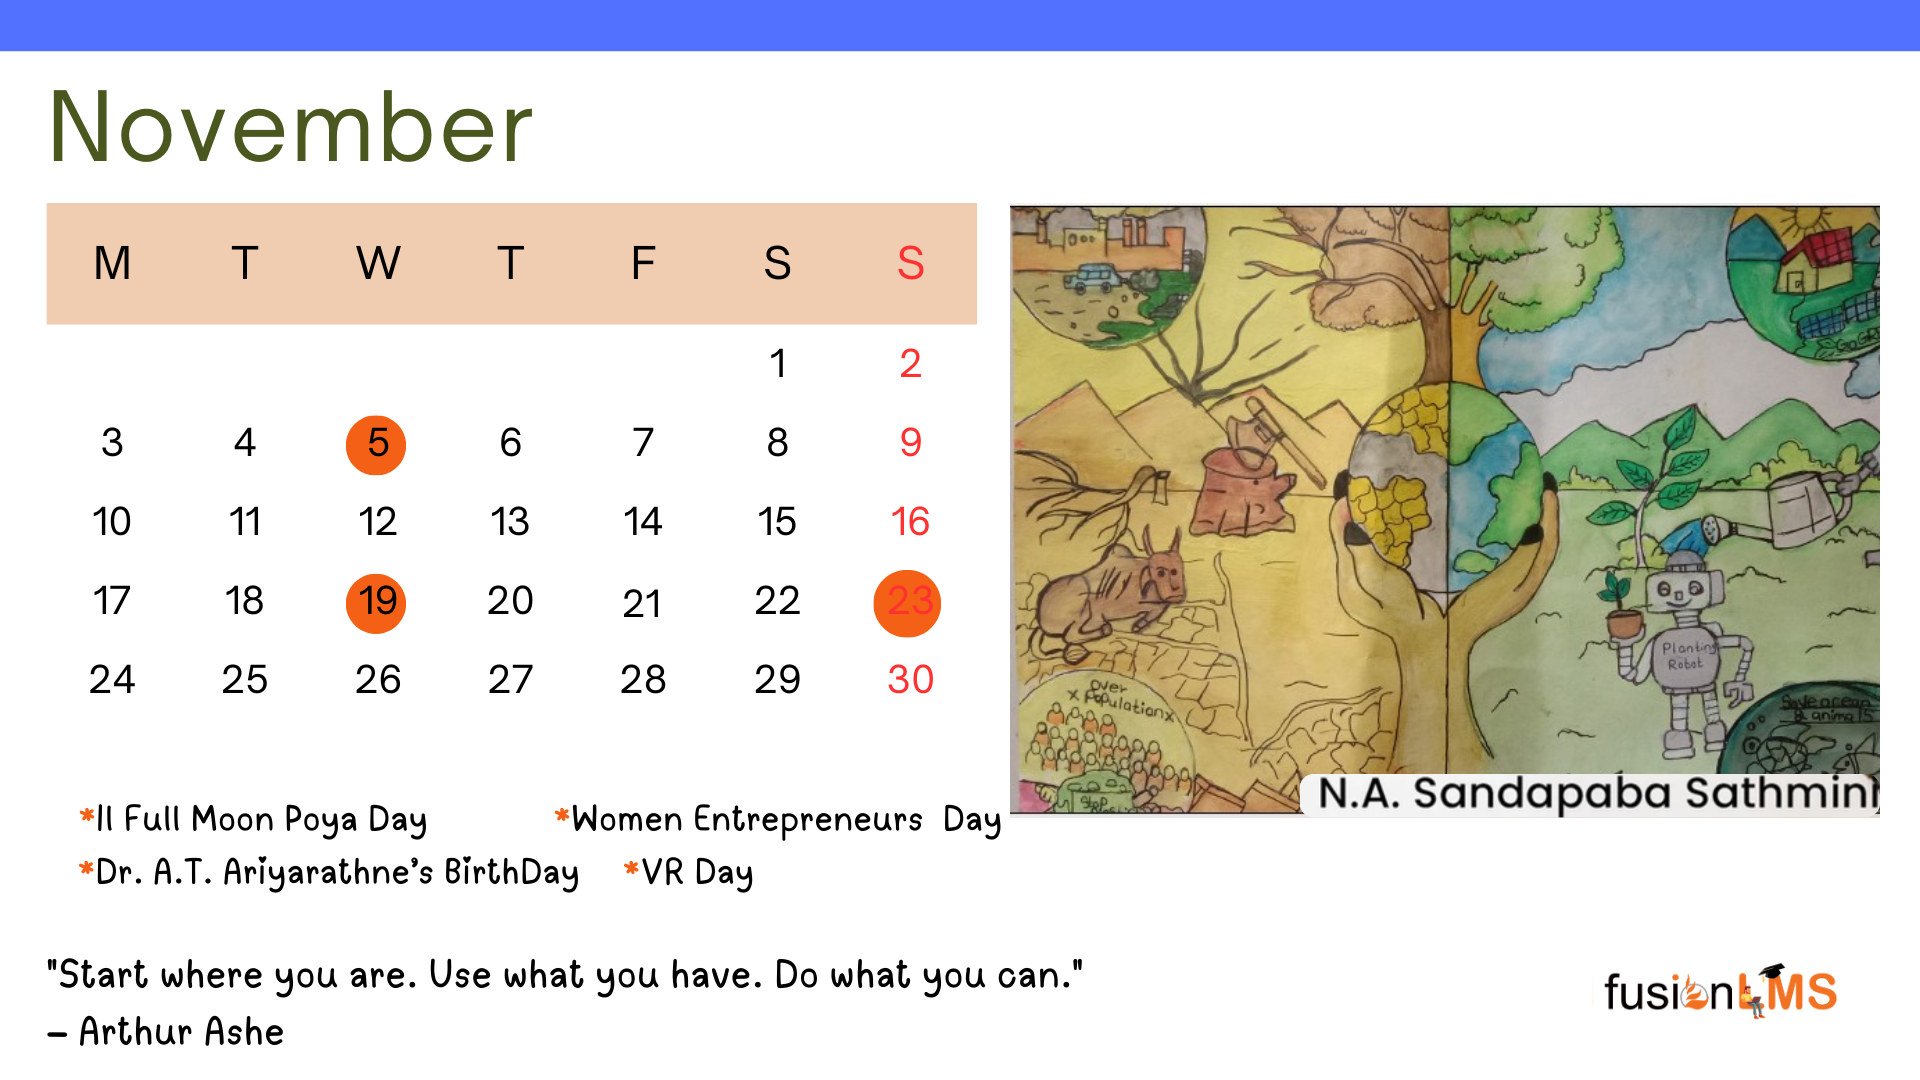 November
M T W T F S S
1 2
3 4 5 6 7 8 9
10 11 12 13 14 15 16
17 18 19 20 21 22 23
24 25 26 27 28 29 30
*Il Full Moon Poya Day *Women Entrepreneurs Day
*Dr. A.T. Ariyarathne's BirthDay *VR Day
"Start where you are. Use what you have. Do what you can."
– Arthur Ashe
Planting
Robot
over
x Populationx
Stop
Save ocean
& animals
N.A. Sandapaba Sathmini
fusionLMS